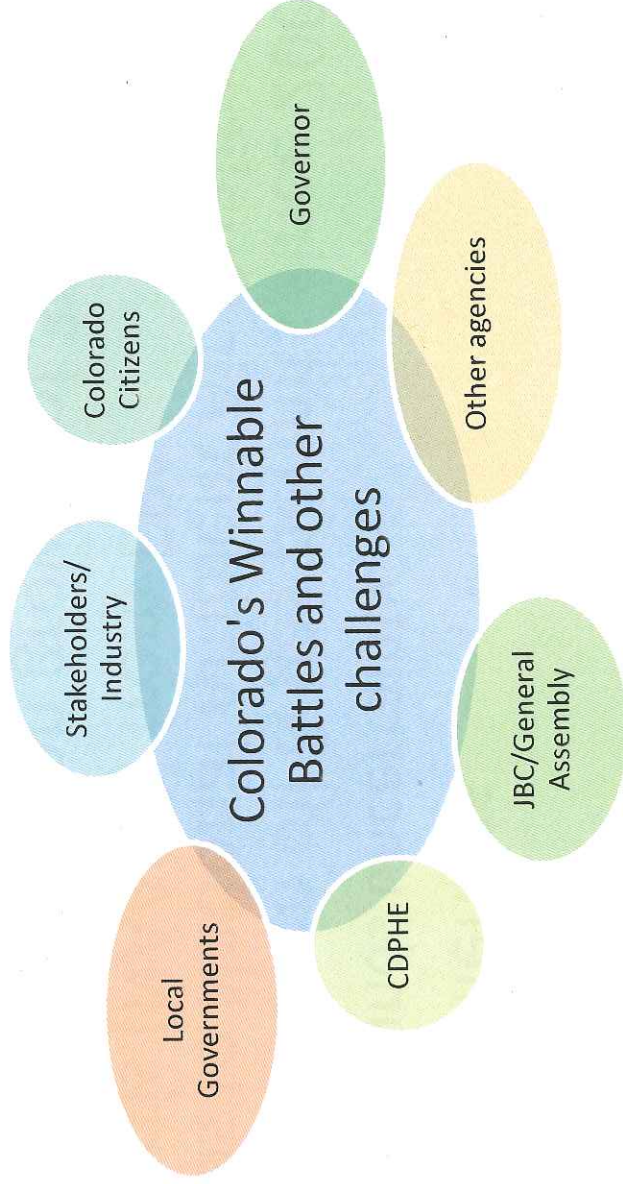 Stakeholders/
Industry
Colorado
Citizens
Local
Governments
Colorado's Winnable
Battles and other
challenges
Governor
CDPHE
JBC/General
Assembly
Other agencies